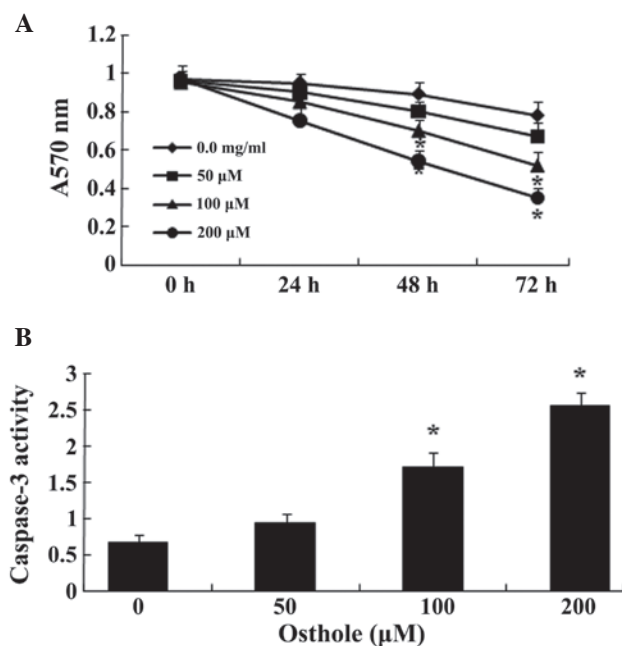 A
1.2
1
0.8
0.6
0.4
0.2
0
A570 nm
0.0 mg/ml
50 µM
100 µM
200 µM
*
*
*
*
0 h 24 h 48 h 72 h
B
3
2.5
2
1.5
1
0.5
0
Caspase-3 activity
*
*
0 50 100 200
Osthole (µM)